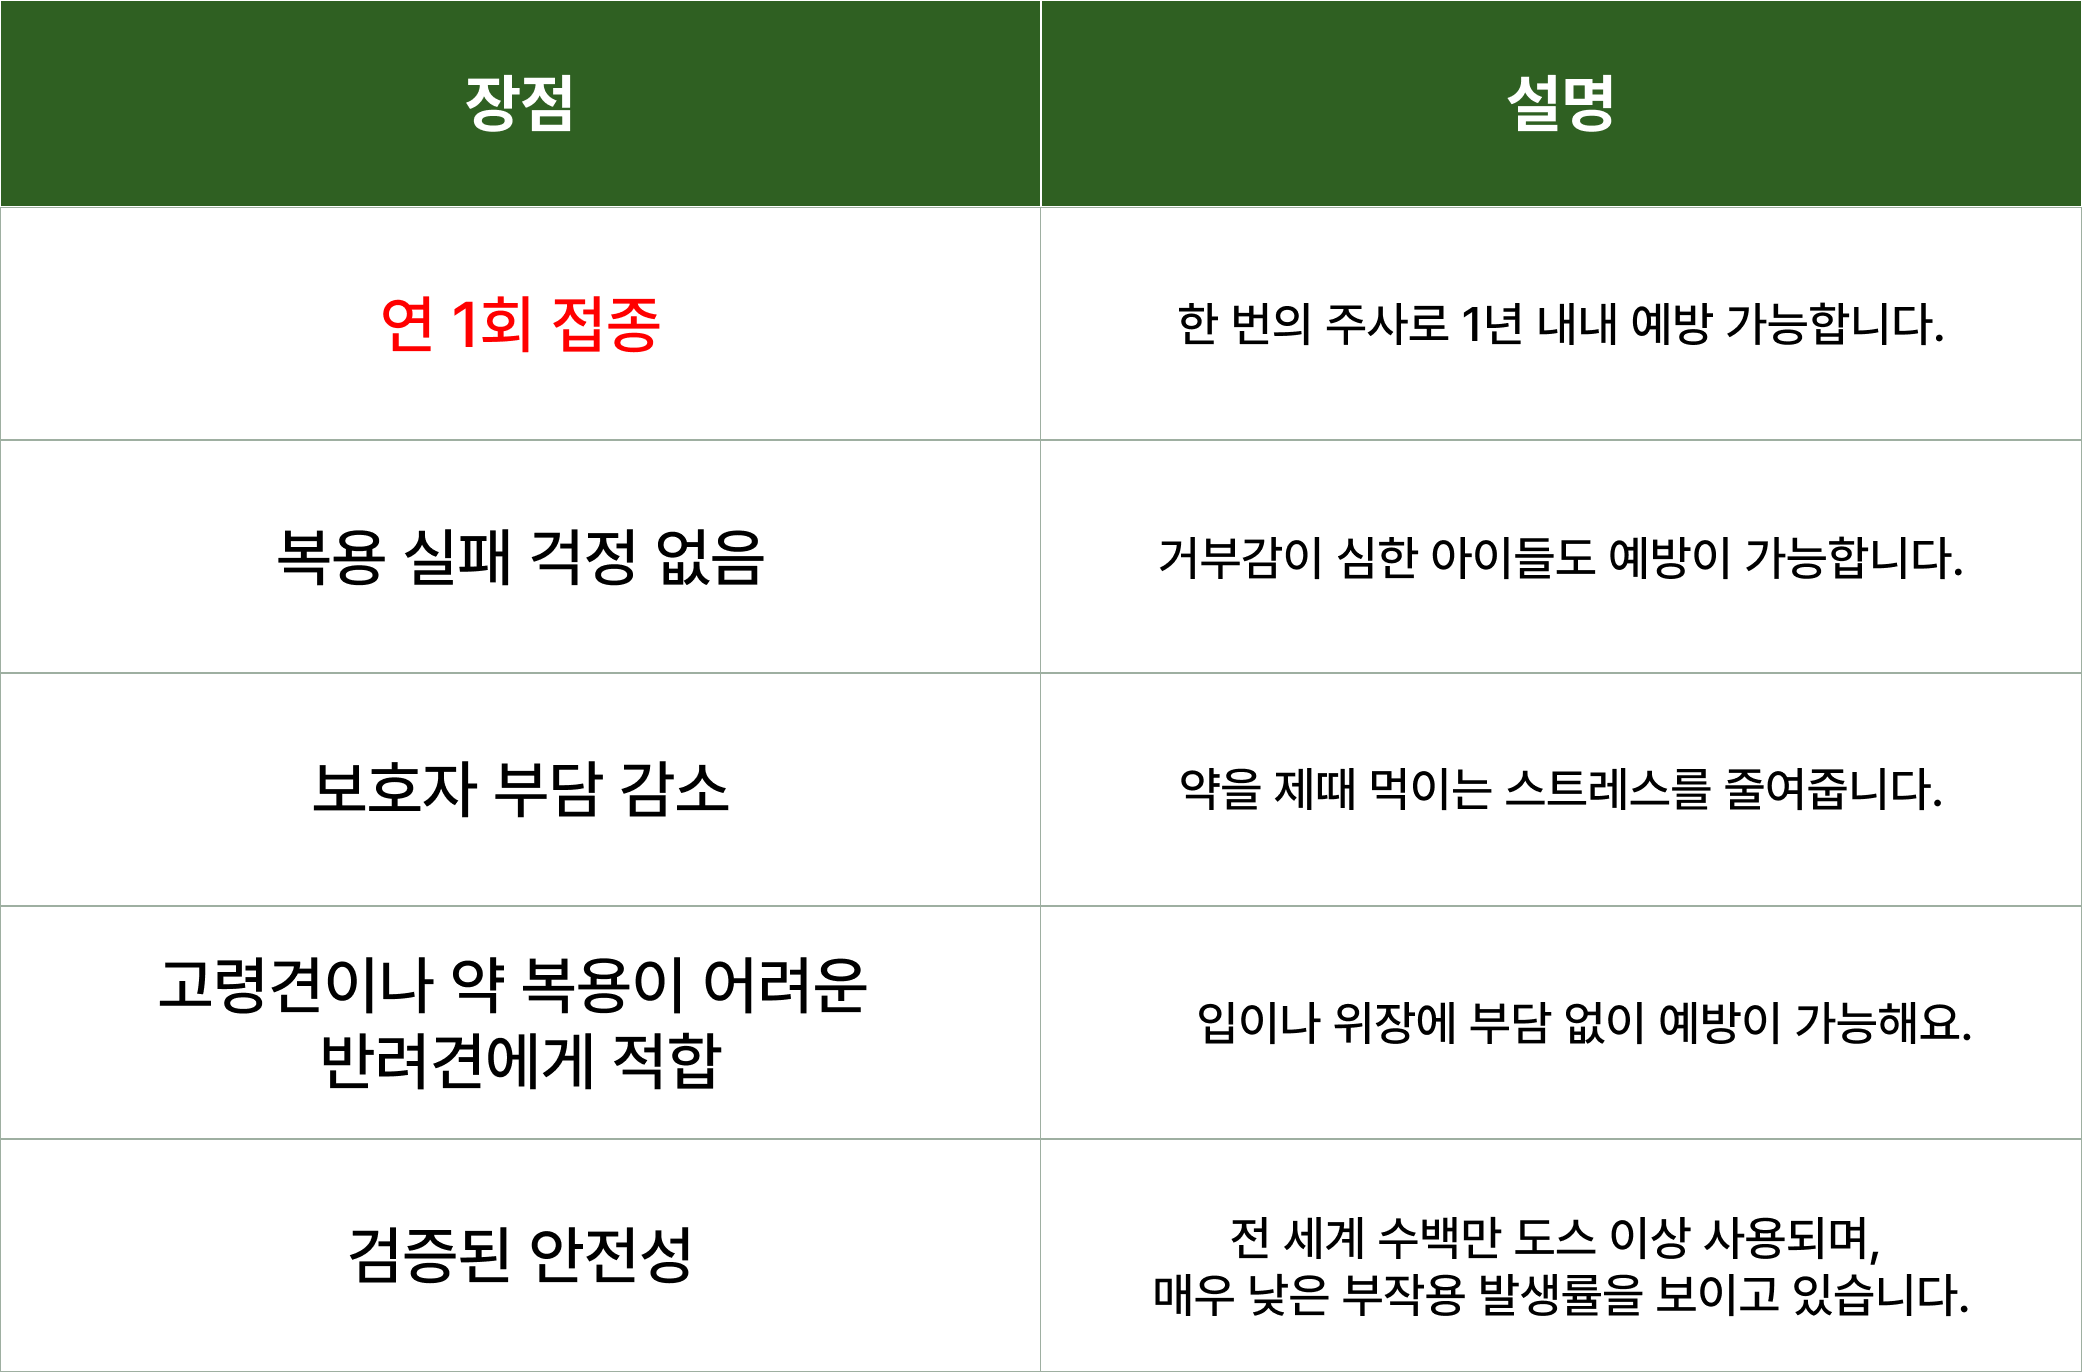 장점
설명
연 1회 접종
한 번의 주사로 1년 내내 예방 가능합니다.
복용 실패 걱정 없음
거부감이 심한 아이들도 예방이 가능합니다.
보호자 부담 감소
약을 제때 먹이는 스트레스를 줄여줍니다.
고령견이나 약 복용이 어려운
반려견에게 적합
입이나 위장에 부담 없이 예방이 가능해요.
검증된 안전성
전 세계 수백만 도스 이상 사용되며,
매우 낮은 부작용 발생률을 보이고 있습니다.